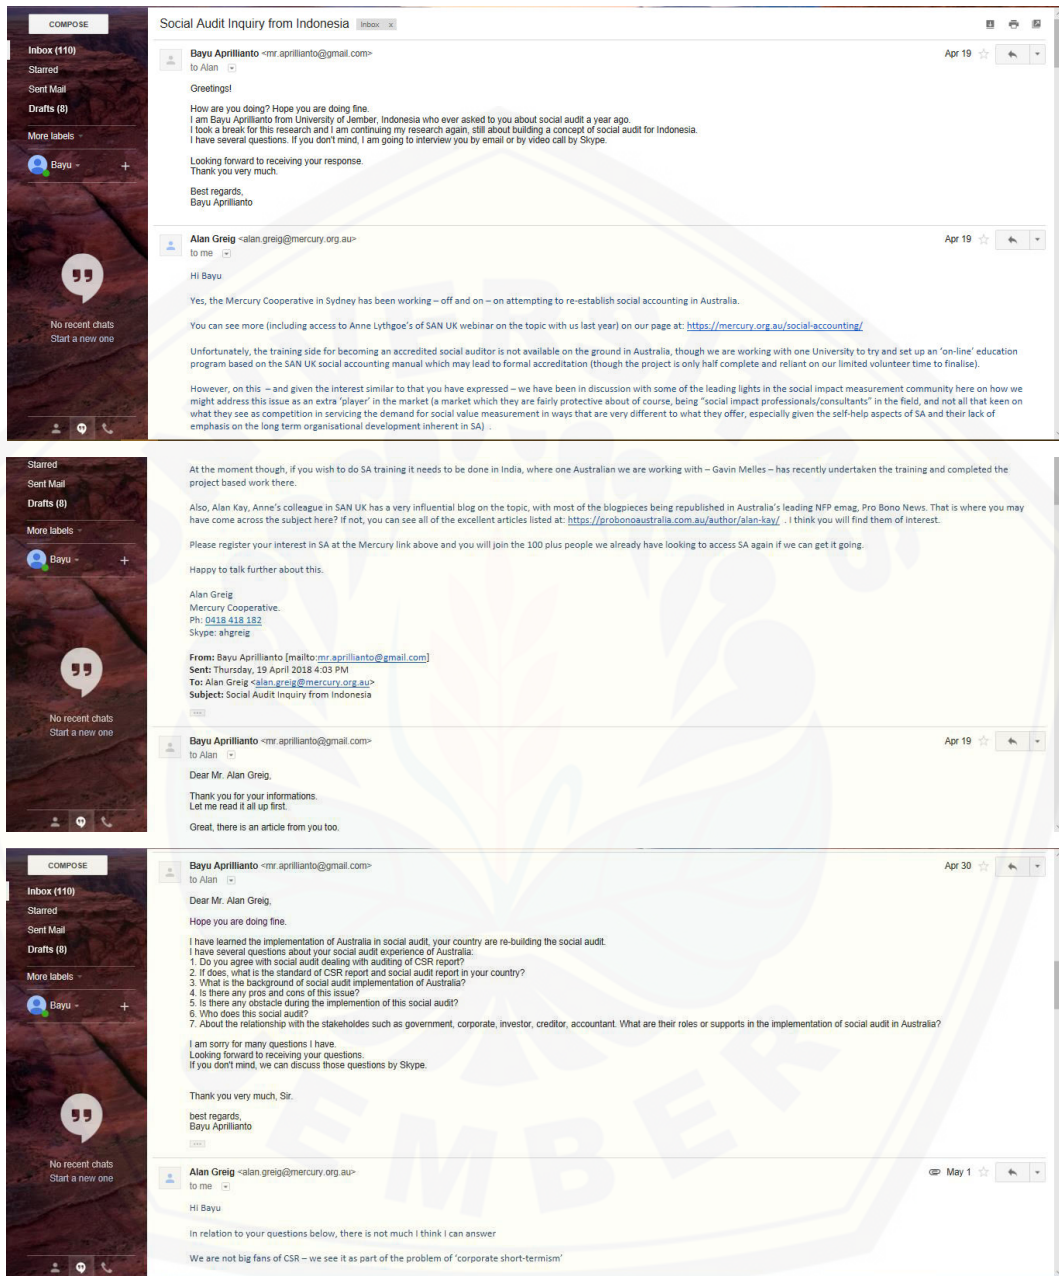 COMPOSE
Inbox (110)
Starred
Sent Mail
Drafts (8)
More labels
Bayu
+
No recent chats
Start a new one
Social Audit Inquiry from Indonesia Inbox x
Bayu Aprillianto <mr.aprillianto@gmail.com> Apr 19
to Alan
Greetings!
How are you doing? Hope you are doing fine.
I am Bayu Aprillianto from University of Jember, Indonesia who ever asked to you about social audit a year ago.
I took a break for this research and I am continuing my research again, still about building a concept of social audit for Indonesia.
I have several questions. If you don't mind, I am going to interview you by email or by video call by Skype.
Looking forward to receiving your response.
Thank you very much.
Best regards,
Bayu Aprillianto
Alan Greig <alan.greig@mercury.org.au> Apr 19
to me
Hi Bayu
Yes, the Mercury Cooperative in Sydney has been working – off and on – on attempting to re-establish social accounting in Australia.
You can see more (including access to Anne Lythgoe's of SAN UK webinar on the topic with us last year) on our page at: https://mercury.org.au/social-accounting/
Unfortunately, the training side for becoming an accredited social auditor is not available on the ground in Australia, though we are working with one University to try and set up an 'on-line' education
program based on the SAN UK social accounting manual which may lead to formal accreditation (though the project is only half complete and reliant on our limited volunteer time to finalise).
However, on this – and given the interest similar to that you have expressed – we have been in discussion with some of the leading lights in the social impact measurement community here on how we
might address this issue as an extra 'player' in the market (a market which they are fairly protective about of course, being "social impact professionals/consultants" in the field, and not all that keen on
what they see as competition in servicing the demand for social value measurement in ways that are very different to what they offer, especially given the self-help aspects of SA and their lack of
emphasis on the long term organisational development inherent in SA) .
Starred
Sent Mail
Drafts (8)
More labels
Bayu
+
No recent chats
Start a new one
At the moment though, if you wish to do SA training it needs to be done in India, where one Australian we are working with – Gavin Melles – has recently undertaken the training and completed the
project based work there.
Also, Alan Kay, Anne's colleague in SAN UK has a very influential blog on the topic, with most of the blogpieces being republished in Australia's leading NFP emag, Pro Bono News. That is where you may
have come across the subject here? If not, you can see all of the excellent articles listed at: https://probonoaustralia.com.au/author/alan-kay/ . I think you will find them of interest.
Please register your interest in SA at the Mercury link above and you will join the 100 plus people we already have looking to access SA again if we can get it going.
Happy to talk further about this.
Alan Greig
Mercury Cooperative.
Ph: 0418 418 182
Skype: ahgreig
From: Bayu Aprillianto [mailto:mr.aprillianto@gmail.com]
Sent: Thursday, 19 April 2018 4:03 PM
To: Alan Greig <alan.greig@mercury.org.au>
Subject: Social Audit Inquiry from Indonesia
Bayu Aprillianto <mr.aprillianto@gmail.com> Apr 19
to Alan
Dear Mr. Alan Greig,
Thank you for your informations.
Let me read it all up first.
Great, there is an article from you too.
COMPOSE
Inbox (110)
Starred
Sent Mail
Drafts (8)
More labels
Bayu
+
No recent chats
Start a new one
Bayu Aprillianto <mr.aprillianto@gmail.com> Apr 30
to Alan
Dear Mr. Alan Greig,
Hope you are doing fine.
I have learned the implementation of Australia in social audit, your country are re-building the social audit.
I have several questions about your social audit experience of Australia:
1. Do you agree with social audit dealing with auditing of CSR report?
2. If does, what is the standard of CSR report and social audit report in your country?
3. What is the background of social audit implementation of Australia?
4. Is there any pros and cons of this issue?
5. Is there any obstacle during the implemention of this social audit?
6. Who does this social audit?
7. About the relationship with the stakeholdes such as government, corporate, investor, creditor, accountant. What are their roles or supports in the implementation of social audit in Australia?
I am sorry for many questions I have.
Looking forward to receiving your questions.
If you don't mind, we can discuss those questions by Skype.
Thank you very much, Sir.
best regards,
Bayu Aprillianto
Alan Greig <alan.greig@mercury.org.au> May 1
to me
Hi Bayu
In relation to your questions below, there is not much I think I can answer
We are not big fans of CSR – we see it as part of the problem of 'corporate short-termism'